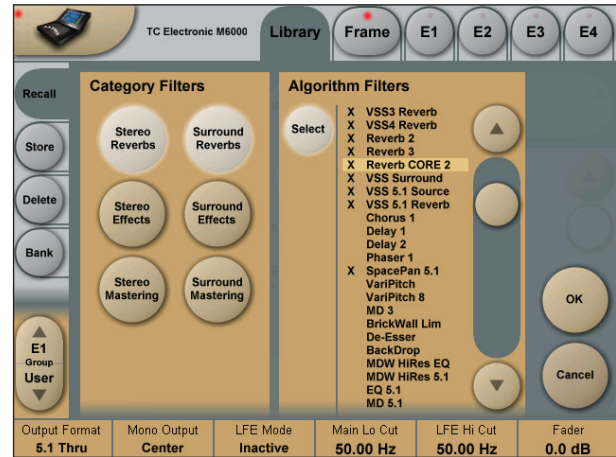 TC Electronic M6000
Library
Frame
E1
E2
E3
E4
Recall
Store
Delete
Bank
E1
Group
User
Category Filters
Stereo
Reverbs
Surround
Reverbs
Stereo
Effects
Surround
Effects
Stereo
Mastering
Surround
Mastering
Algorithm Filters
Select
X VSS3 Reverb
X VSS4 Reverb
X Reverb 2
X Reverb 3
X Reverb CORE 2
X VSS Surround
X VSS 5.1 Source
X VSS 5.1 Reverb
Chorus 1
Delay 1
Delay 2
Phaser 1
X SpacePan 5.1
VariPitch
VariPitch 8
MD 3
BrickWall Lim
De-Esser
BackDrop
MDW HiRes EQ
MDW HiRes 5.1
EQ 5.1
MD 5.1
OK
Cancel
Output Format
5.1 Thru
Mono Output
Center
LFE Mode
Inactive
Main Lo Cut
50.00 Hz
LFE Hi Cut
50.00 Hz
Fader
0.0 dB